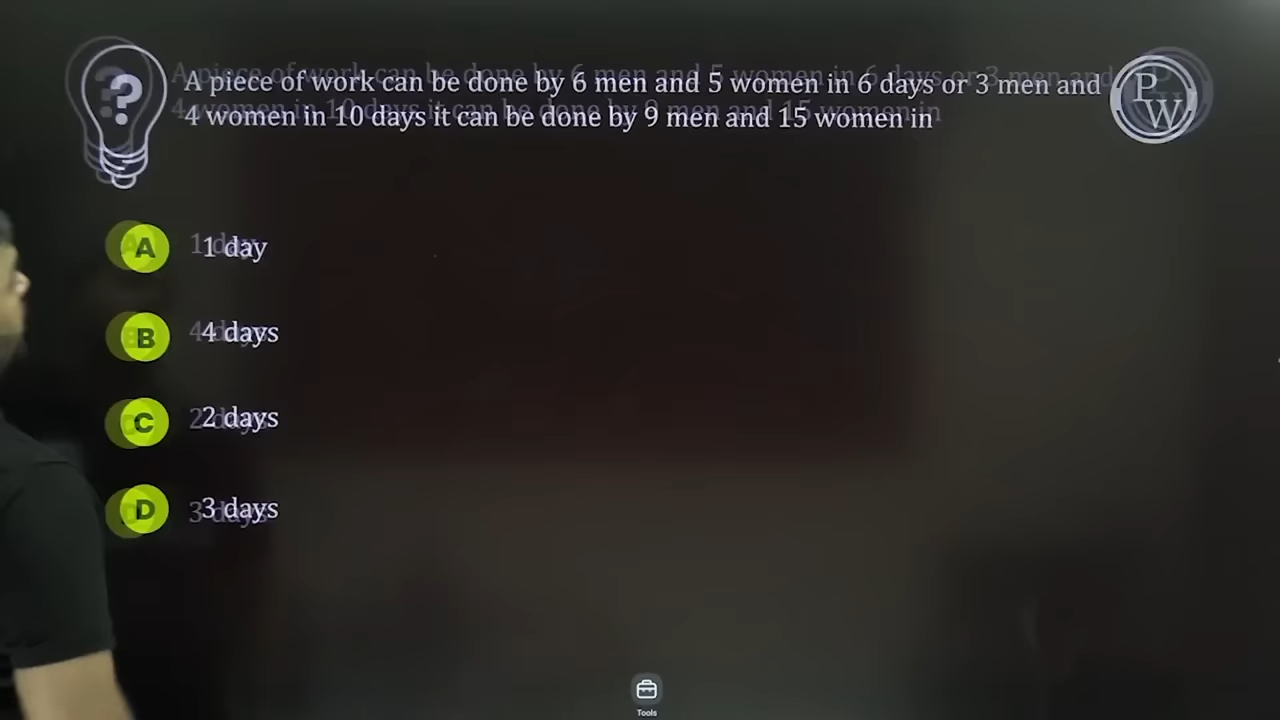 ?
A piece of work can be done by 6 men and 5 women in 6 days or 3 men and
4 women in 10 days it can be done by 9 men and 15 women in
PW
A 1 day
B 4 days
C 2 days
D 3 days
Tools